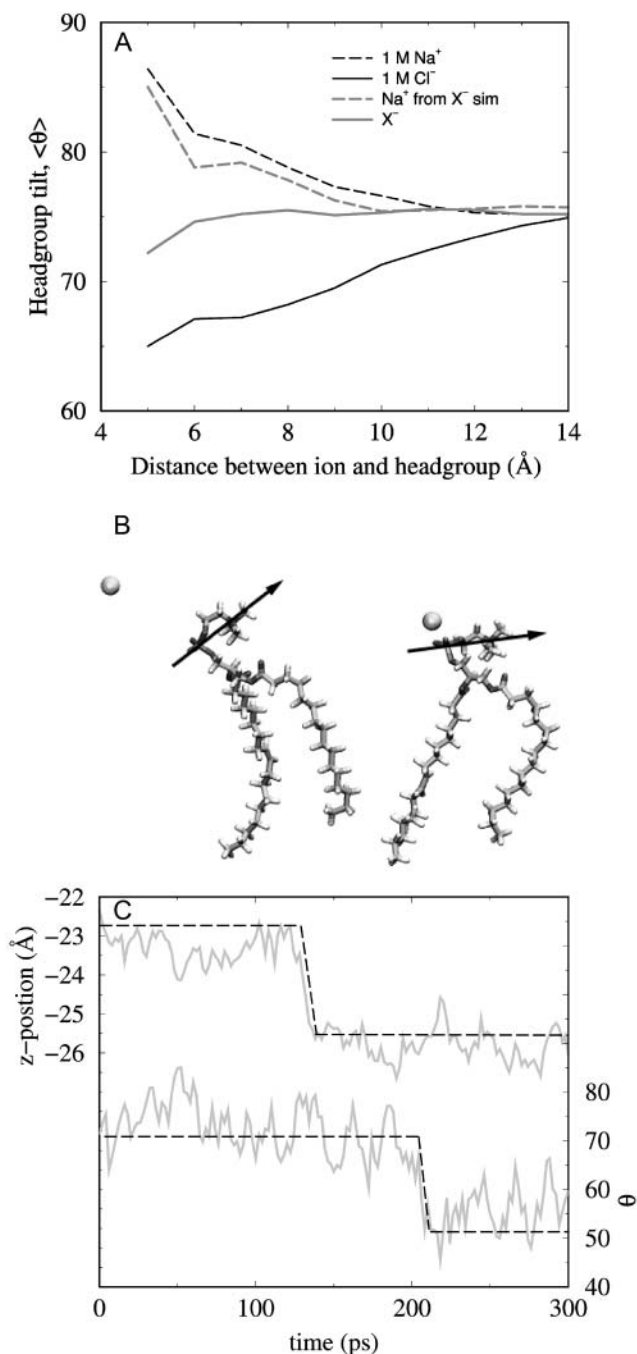 A
90
80
70
60
Headgroup tilt, <θ>
1 M Na⁺
1 M Cl⁻
Na⁺ from X⁻ sim
X⁻
4 6 8 10 12 14
Distance between ion and headgroup (Å)
B
C
−22
−23
−24
−25
−26
z−postion (Å)
80
70
60
50
40
θ
0 100 200 300
time (ps)